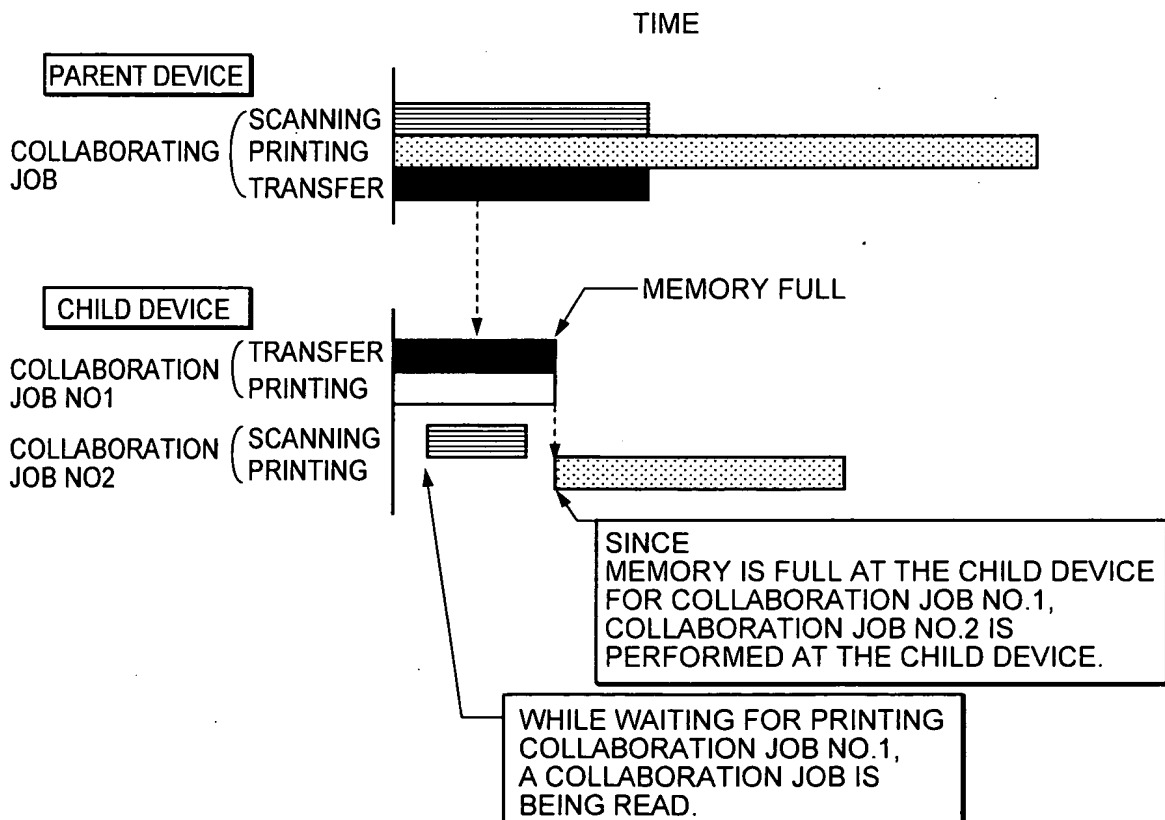 TIME
PARENT DEVICE
COLLABORATING
JOB
SCANNING
PRINTING
TRANSFER
CHILD DEVICE
MEMORY FULL
COLLABORATION
JOB NO1
TRANSFER
PRINTING
COLLABORATION
JOB NO2
SCANNING
PRINTING
SINCE
MEMORY IS FULL AT THE CHILD DEVICE
FOR COLLABORATION JOB NO.1,
COLLABORATION JOB NO.2 IS
PERFORMED AT THE CHILD DEVICE.
WHILE WAITING FOR PRINTING
COLLABORATION JOB NO.1,
A COLLABORATION JOB IS
BEING READ.